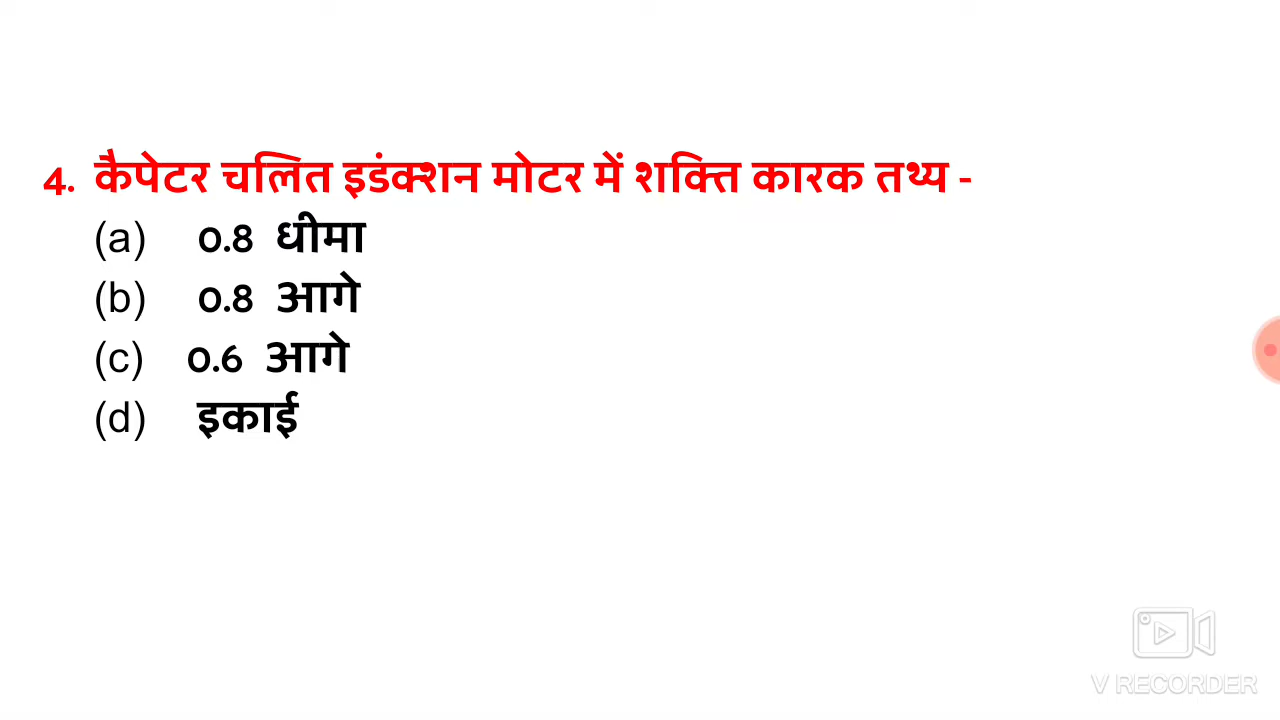 4. कैपेटर चलित इडंक्शन मोटर में शक्ति कारक तथ्य -
(a) 0.8 धीमा
(b) 0.8 आगे
(c) 0.6 आगे
(d) इकाई
V RECORDER